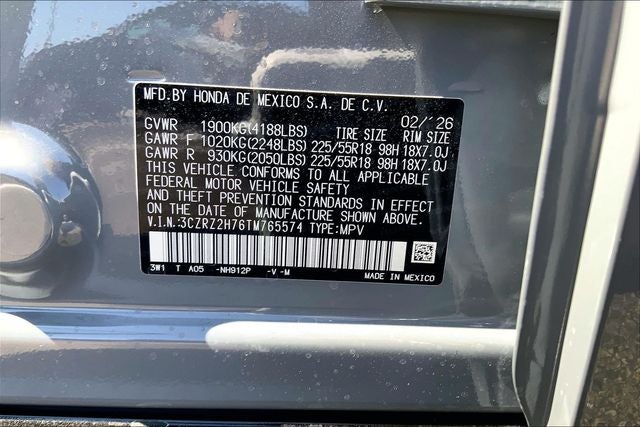 MFD.BY HONDA DE MEXICO S.A. DE C.V.
02/'26
GVWR 1900KG(4188LBS) TIRE SIZE RIM SIZE
GAWR F 1020KG(2248LBS) 225/55R18 98H 18X7.0J
GAWR R 930KG(2050LBS) 225/55R18 98H 18X7.0J
THIS VEHICLE CONFORMS TO ALL APPLICABLE
FEDERAL MOTOR VEHICLE SAFETY
AND THEFT PREVENTION STANDARDS IN EFFECT
ON THE DATE OF MANUFACTURE SHOWN ABOVE.
V.I.N.:3CZRZ2H76TM765574 TYPE:MPV
3W1 T A05 -NH912P -V -M MADE IN MEXICO